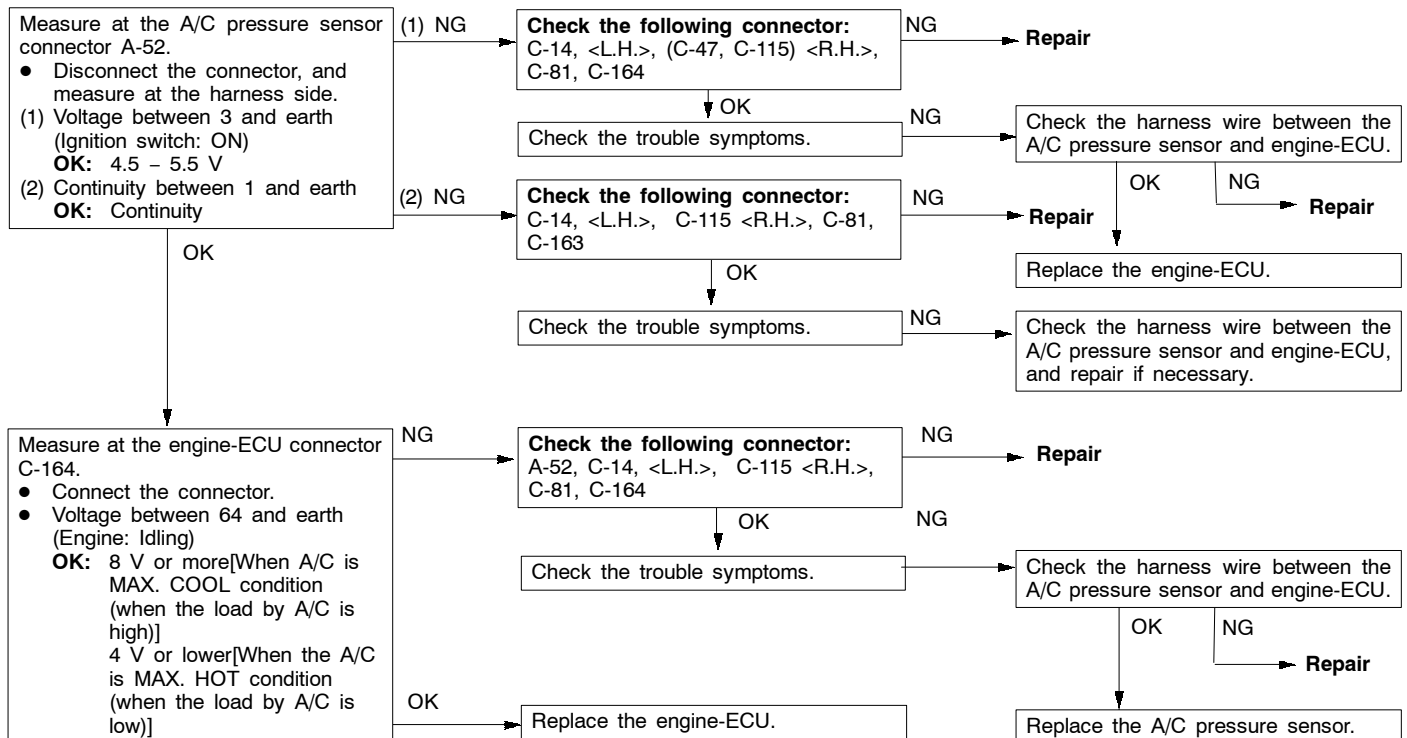 Measure at the A/C pressure sensor
connector A-52.
● Disconnect the connector, and
measure at the harness side.
(1) Voltage between 3 and earth
(Ignition switch: ON)
OK: 4.5 – 5.5 V
(2) Continuity between 1 and earth
OK: Continuity
(1) NG
Check the following connector:
C-14, <L.H.>, (C-47, C-115) <R.H.>,
C-81, C-164
NG
Repair
OK
Check the trouble symptoms.
NG
Check the harness wire between the
A/C pressure sensor and engine-ECU.
OK
NG
Repair
Replace the engine-ECU.
(2) NG
Check the following connector:
C-14, <L.H.>, C-115 <R.H.>, C-81,
C-163
NG
Repair
OK
Check the trouble symptoms.
NG
Check the harness wire between the
A/C pressure sensor and engine-ECU,
and repair if necessary.
OK
Measure at the engine-ECU connector
C-164.
● Connect the connector.
● Voltage between 64 and earth
(Engine: Idling)
OK: 8 V or more[When A/C is
MAX. COOL condition
(when the load by A/C is
high)]
4 V or lower[When the A/C
is MAX. HOT condition
(when the load by A/C is
low)]
NG
Check the following connector:
A-52, C-14, <L.H.>, C-115 <R.H.>,
C-81, C-164
NG
Repair
OK
NG
Check the trouble symptoms.
Check the harness wire between the
A/C pressure sensor and engine-ECU.
OK
NG
Repair
Replace the A/C pressure sensor.
OK
Replace the engine-ECU.